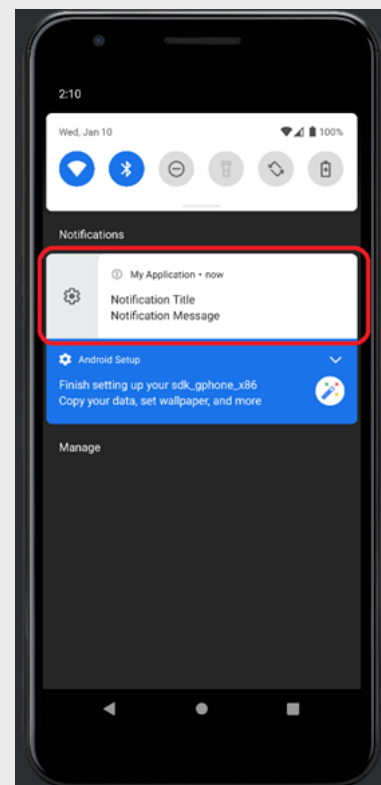 2:10
Wed, Jan 10 100%
Notifications
My Application • now
Notification Title
Notification Message
Android Setup
Finish setting up your sdk_gphone_x86
Copy your data, set wallpaper, and more
Manage